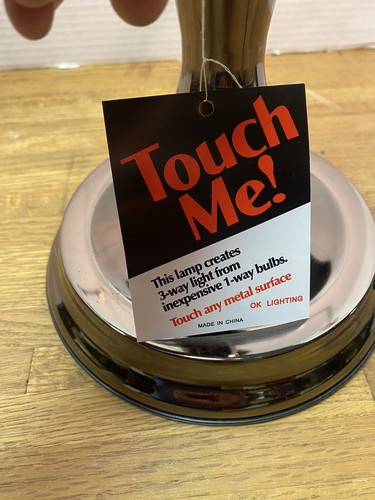 Touch
Me!
This lamp creates
3-way light from
inexpensive 1-way bulbs.
Touch any metal surface
OK LIGHTING
MADE IN CHINA